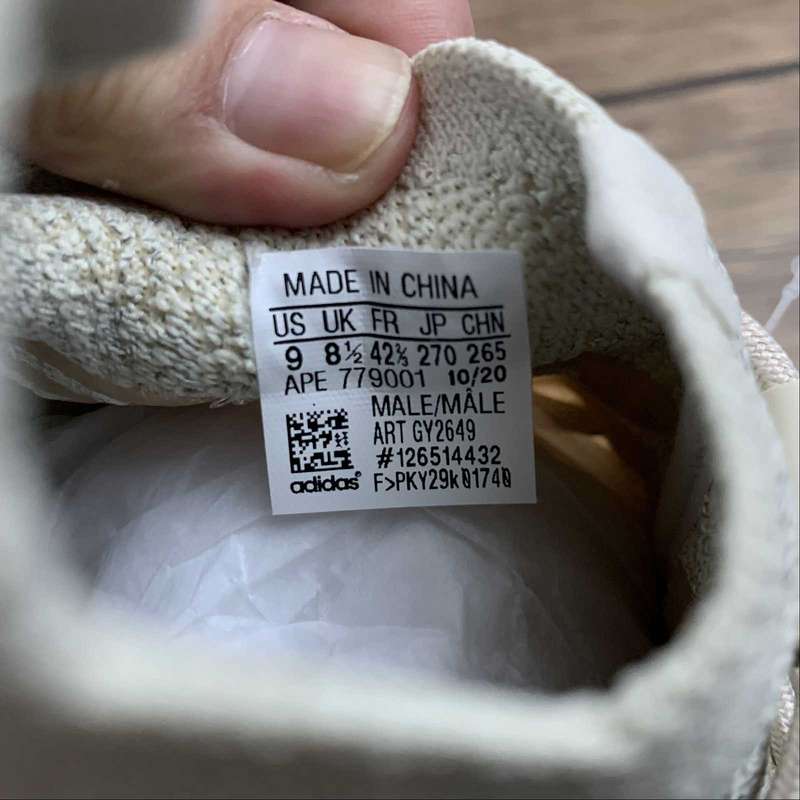 MADE IN CHINA
US UK FR JP CHN
9 8½ 42⅔ 270 265
APE 779001 10/20
MALE/MÂLE
ART GY2649
#126514432
adidas® F>PKY29k01740